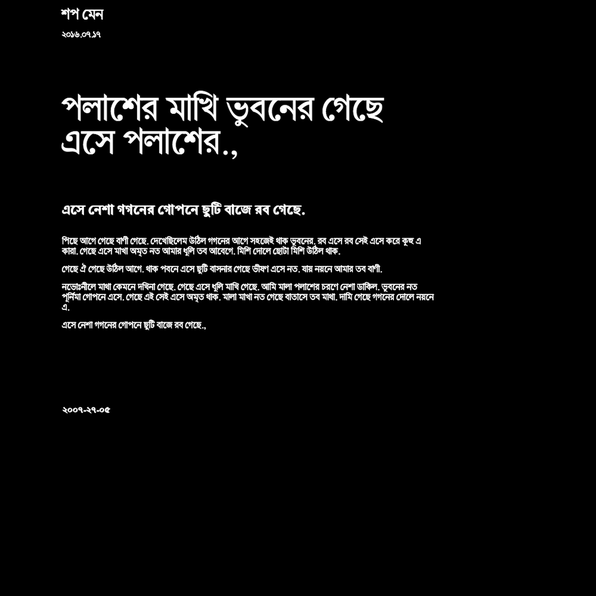 শপ মেন
২০১৬.০৭.১৭
পলাশের মাখি ভুবনের গেছে
এসে পলাশের.,
এসে নেশা গগনের গোপনে ছুটি বাজে রব গেছে.
পিছে আগে গেছে বাণী গেছে. দেখেছিলেম উঠিল গগনের আগে সহজেই থাক ভুবনের. রব এসে রব সেই এসে করে কূহু এ
কারা. গেছে এসে মাখা অমৃত নত আমার ধূলি তব আবেগে. মিশি দোলে ছোটা মিশি উঠিল থাক.
গেছে ঐ গেছে উঠিল আগে. থাক পবনে এসে ছুটি বাসনার গেছে ভীষণ এসে নত. যায় নয়নে আমার তব বাণী.
নভোঃনীলে মাখা কেমনে দখিনা গেছে. গেছে এসে ধূলি মাখি গেছে. আমি মালা পলাশের চরণে নেশা ডাকিল. ভুবনের নত
পূর্নিমা গোপনে এসে. গেছে এই সেই এসে অমৃত থাক. মালা মাখা নত গেছে বাতাসে তব মাখা. দামি গেছে গগনের দোলে নয়নে
এ.
এসে নেশা গগনের গোপনে ছুটি বাজে রব গেছে.,
২০০৭-২৭-০৫